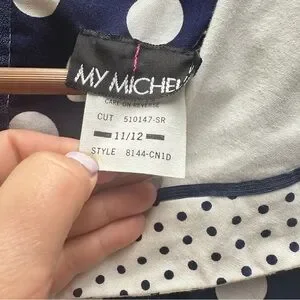 MY MICHEL
CARE ON REVERSE
CUT 510147-SR
11/12
STYLE 8144-CN1D